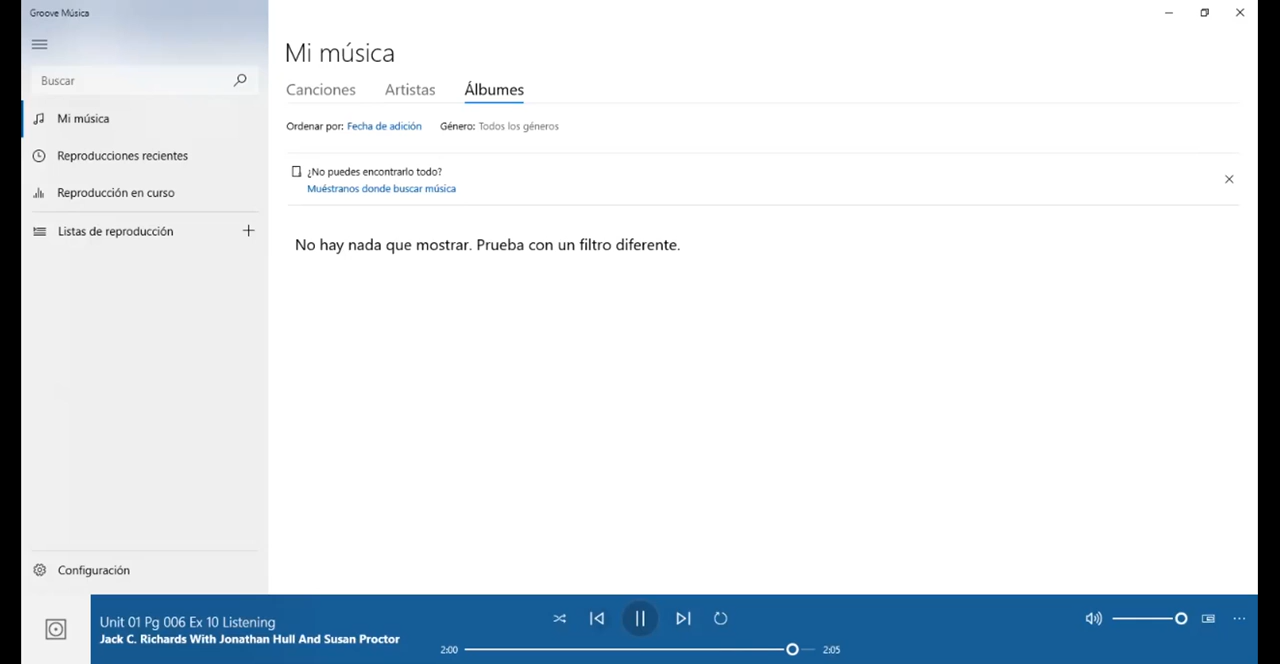 Groove Música
Buscar
Mi música
Reproducciones recientes
Reproducción en curso
Listas de reproducción
Configuración
Mi música
Canciones Artistas Álbumes
Ordenar por: Fecha de adición Género: Todos los géneros
¿No puedes encontrarlo todo?
Muéstranos donde buscar música
No hay nada que mostrar. Prueba con un filtro diferente.
Unit 01 Pg 006 Ex 10 Listening
Jack C. Richards With Jonathan Hull And Susan Proctor
2:00 2:05